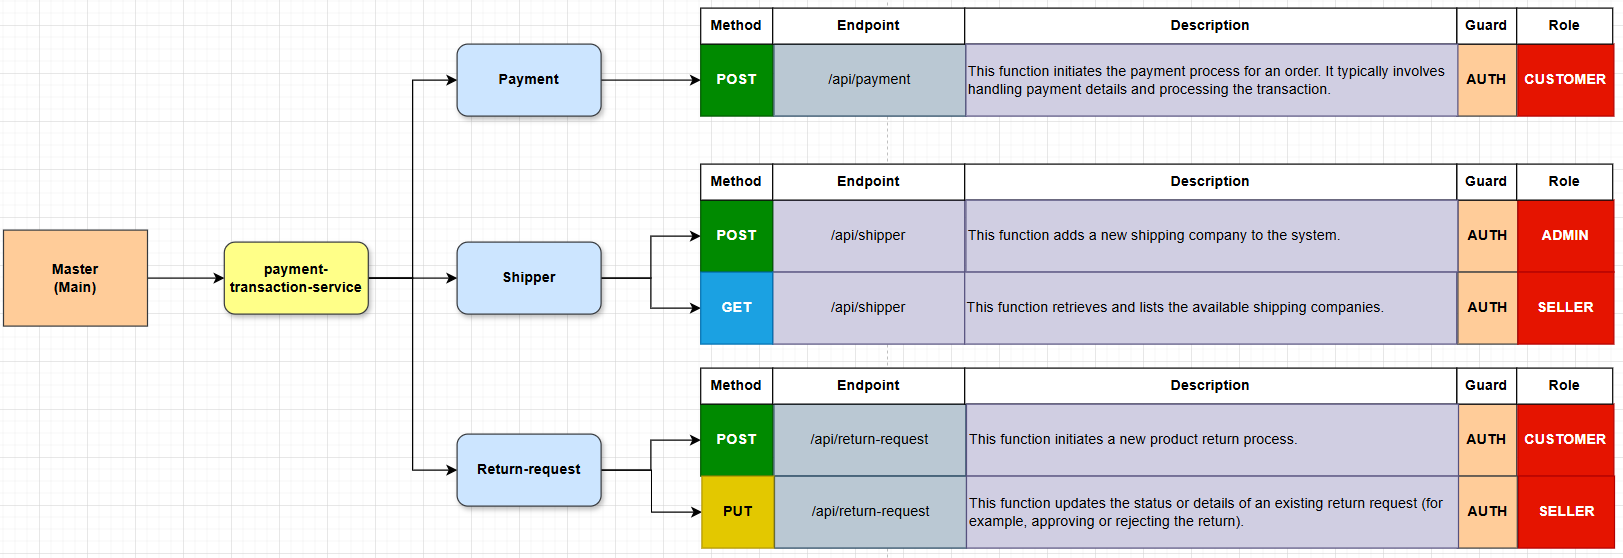 Master
(Main)
payment-
transaction-service
Payment
Method Endpoint Description Guard Role
POST /api/payment This function initiates the payment process for an order. It typically involves
handling payment details and processing the transaction. AUTH CUSTOMER
Shipper
Method Endpoint Description Guard Role
POST /api/shipper This function adds a new shipping company to the system. AUTH ADMIN
GET /api/shipper This function retrieves and lists the available shipping companies. AUTH SELLER
Return-request
Method Endpoint Description Guard Role
POST /api/return-request This function initiates a new product return process. AUTH CUSTOMER
PUT /api/return-request This function updates the status or details of an existing return request (for
example, approving or rejecting the return). AUTH SELLER